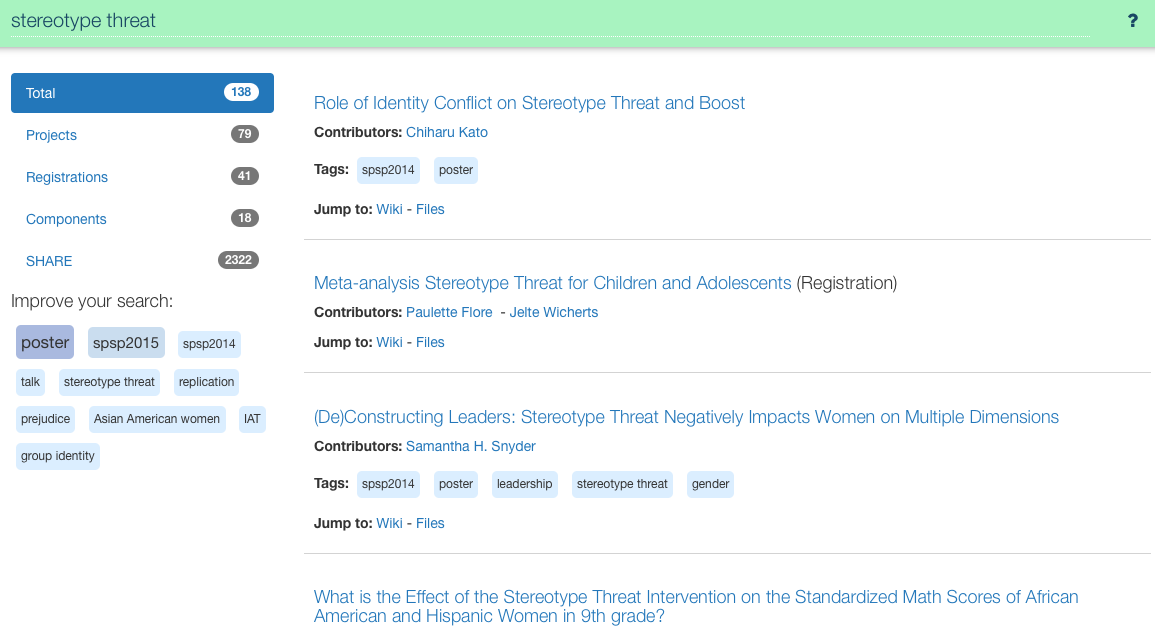 stereotype threat
?
Total 138
Projects 79
Registrations 41
Components 18
SHARE 2322
Improve your search:
poster spsp2015 spsp2014
talk stereotype threat replication
prejudice Asian American women IAT
group identity
Role of Identity Conflict on Stereotype Threat and Boost
Contributors: Chiharu Kato
Tags: spsp2014 poster
Jump to: Wiki - Files
Meta-analysis Stereotype Threat for Children and Adolescents (Registration)
Contributors: Paulette Flore - Jelte Wicherts
Jump to: Wiki - Files
(De)Constructing Leaders: Stereotype Threat Negatively Impacts Women on Multiple Dimensions
Contributors: Samantha H. Snyder
Tags: spsp2014 poster leadership stereotype threat gender
Jump to: Wiki - Files
What is the Effect of the Stereotype Threat Intervention on the Standardized Math Scores of African
American and Hispanic Women in 9th grade?